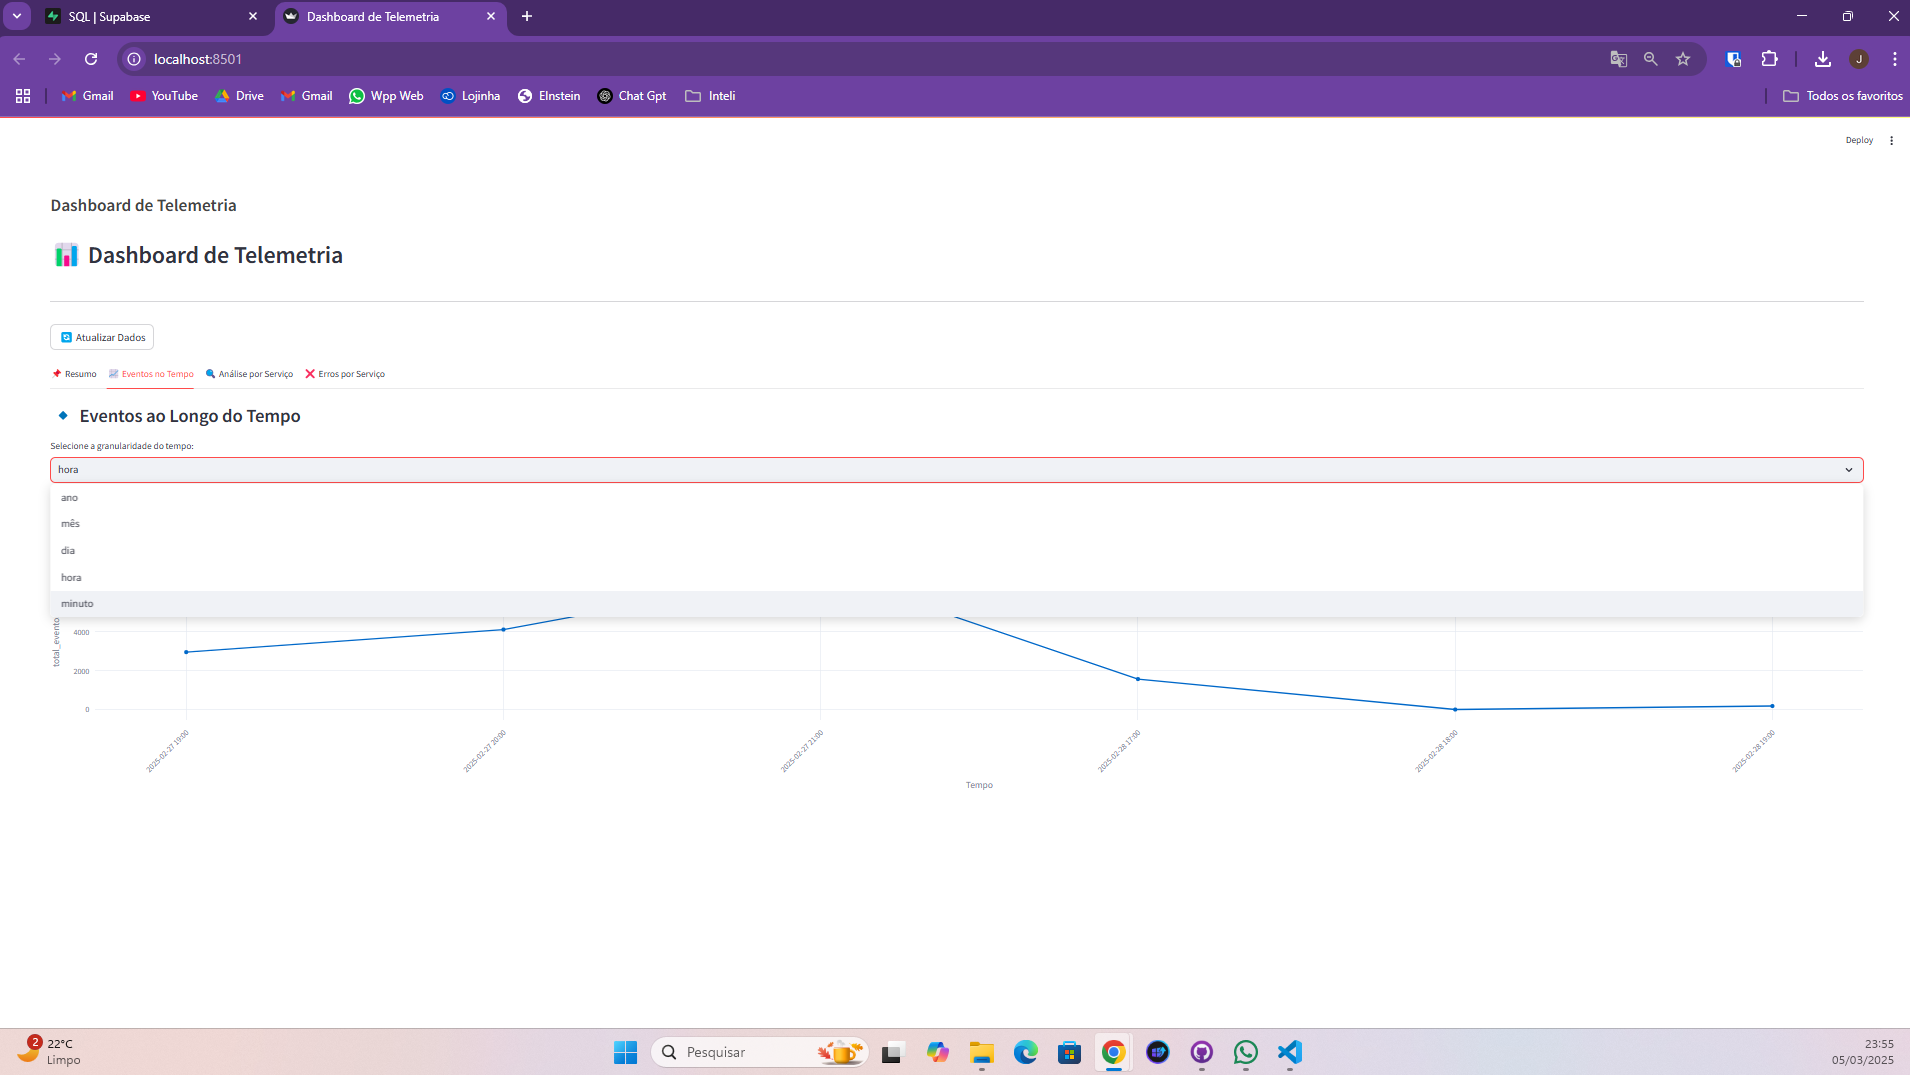 SQL | Supabase
Dashboard de Telemetria
localhost:8501
Gmail
YouTube
Drive
Gmail
Wpp Web
Lojinha
EInstein
Chat Gpt
Inteli
Todos os favoritos
J
Deploy
Dashboard de Telemetria
Dashboard de Telemetria
Atualizar Dados
Resumo
Eventos no Tempo
Análise por Serviço
Erros por Serviço
Eventos ao Longo do Tempo
Selecione a granularidade do tempo:
hora
ano
mês
dia
hora
minuto
total_evento
4000
2000
0
2025-02-27 19:00
2025-02-27 20:00
2025-02-27 21:00
2025-02-28 17:00
2025-02-28 18:00
2025-02-28 19:00
Tempo
2
22°C
Limpo
Pesquisar
23:55
05/03/2025